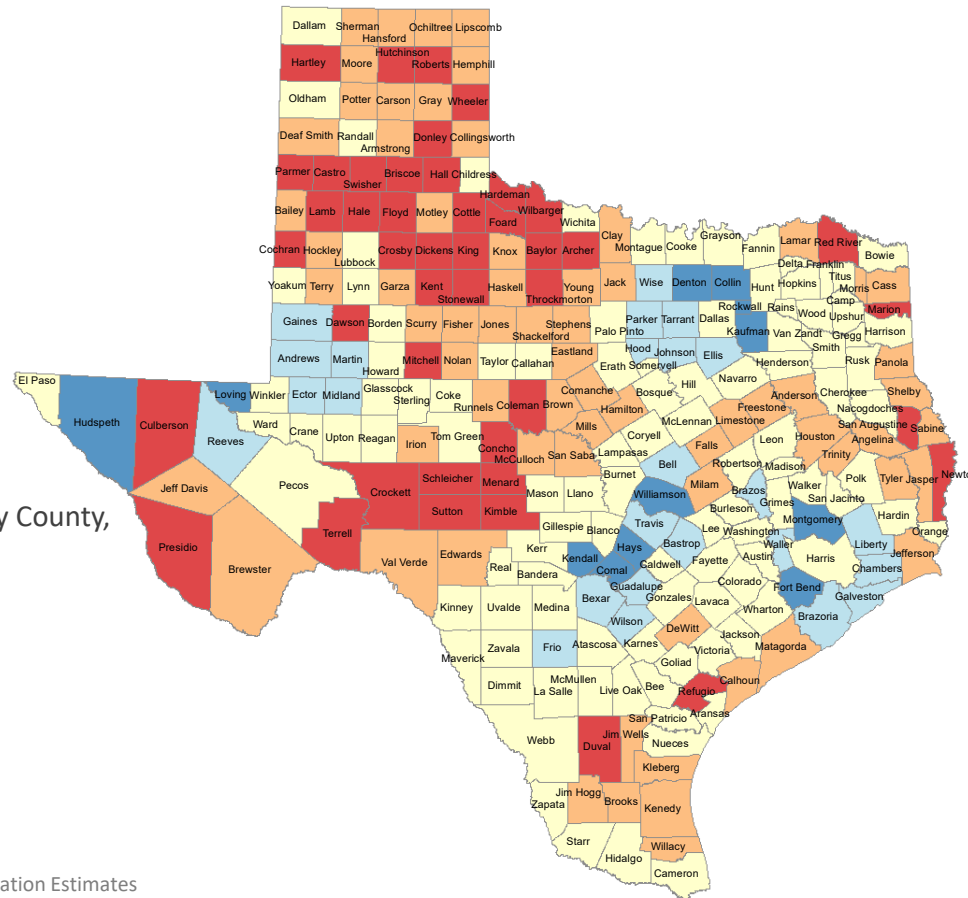 Dallam Sherman Hansford Ochiltree Lipscomb
Hartley Moore Hutchinson Roberts Hemphill
Oldham Potter Carson Gray Wheeler
Deaf Smith Randall Armstrong Donley Collingsworth
Parmer Castro Swisher Briscoe Hall Childress
Hardeman
Bailey Lamb Hale Floyd Motley Cottle Foard Wilbarger Wichita
Clay Montague Cooke Grayson Fannin Lamar Red River Bowie
Cochran Hockley Lubbock Crosby Dickens King Knox Baylor Archer
Delta Franklin Titus Morris Cass
Yoakum Terry Lynn Garza Kent Stonewall Haskell Throckmorton Young Jack Wise Denton Collin Hunt Hopkins Camp
Rockwall Rains Wood Upshur Marion
Gaines Dawson Borden Scurry Fisher Jones Shackelford Stephens Palo Pinto Parker Tarrant Dallas Kaufman Van Zandt Gregg Harrison
Smith
Andrews Martin Howard Mitchell Nolan Taylor Callahan Eastland Erath Hood Somervell Johnson Ellis Henderson Rusk Panola
El Paso Hudspeth Culberson Loving Winkler Ector Midland Glasscock Sterling Coke Runnels Coleman Brown Comanche Hamilton Bosque Hill Navarro Freestone Anderson Cherokee Nacogdoches Shelby
Reeves Ward Crane Upton Reagan Irion Tom Green Concho McCulloch Mills San Saba Lampasas Coryell McLennan Limestone Falls Leon Houston Trinity Angelina San Augustine Sabine
Jeff Davis Pecos Crockett Schleicher Menard Mason Llano Burnet Bell Milam Robertson Brazos Madison Grimes Walker San Jacinto Polk Tyler Jasper Newto
y County,
Presidio Brewster Terrell Sutton Kimble Gillespie Blanco Williamson Travis Burleson Lee Washington Montgomery Liberty Hardin Orange
Val Verde Edwards Real Kerr Bandera Kendall Comal Hays Caldwell Bastrop Fayette Austin Waller Harris Chambers Jefferson
Kinney Uvalde Medina Bexar Guadalupe Wilson Gonzales Lavaca Colorado Wharton Fort Bend Brazoria Galveston
Maverick Zavala Frio Atascosa Karnes DeWitt Goliad Victoria Jackson Matagorda
Dimmit La Salle McMullen Live Oak Bee Refugio Calhoun Aransas
San Patricio
Webb Duval Jim Wells Nueces
Kleberg
Zapata Jim Hogg Brooks Kenedy
Starr Hidalgo Willacy
Cameron
ation Estimates